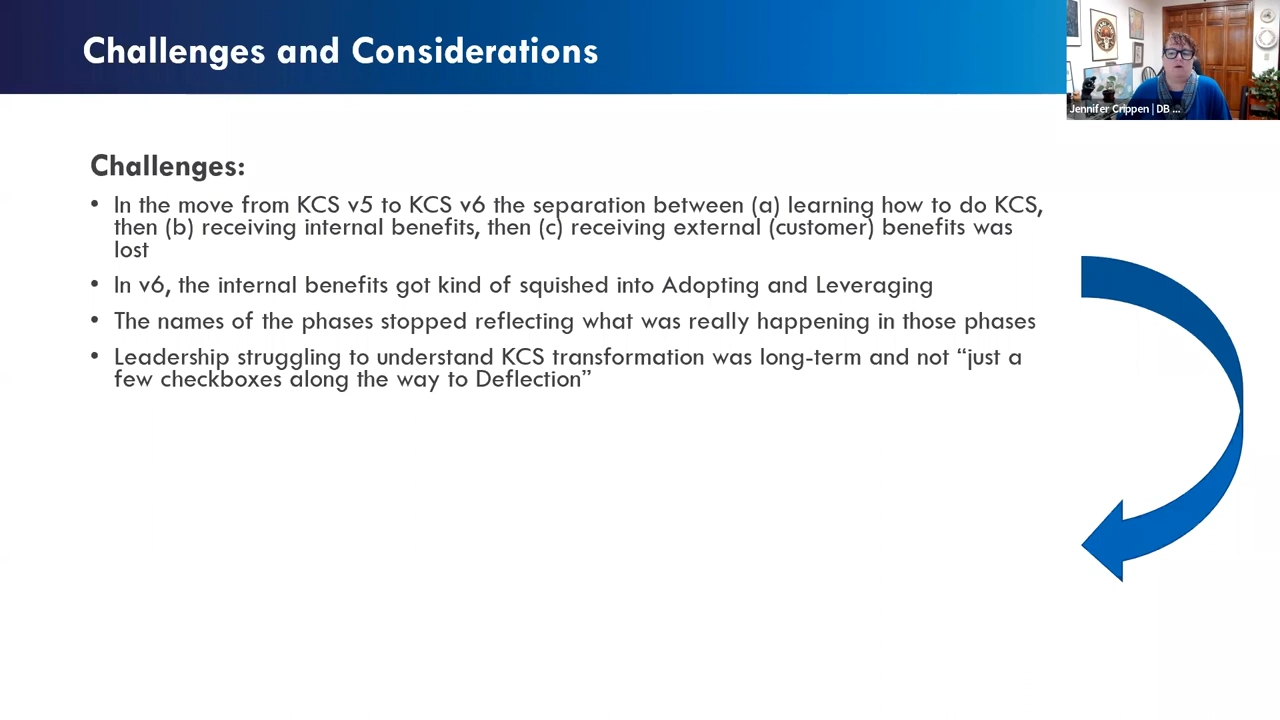 Challenges and Considerations
Jennifer Crippen | DB ...
Challenges:
• In the move from KCS v5 to KCS v6 the separation between (a) learning how to do KCS,
then (b) receiving internal benefits, then (c) receiving external (customer) benefits was
lost
• In v6, the internal benefits got kind of squished into Adopting and Leveraging
• The names of the phases stopped reflecting what was really happening in those phases
• Leadership struggling to understand KCS transformation was long-term and not “just a
few checkboxes along the way to Deflection”